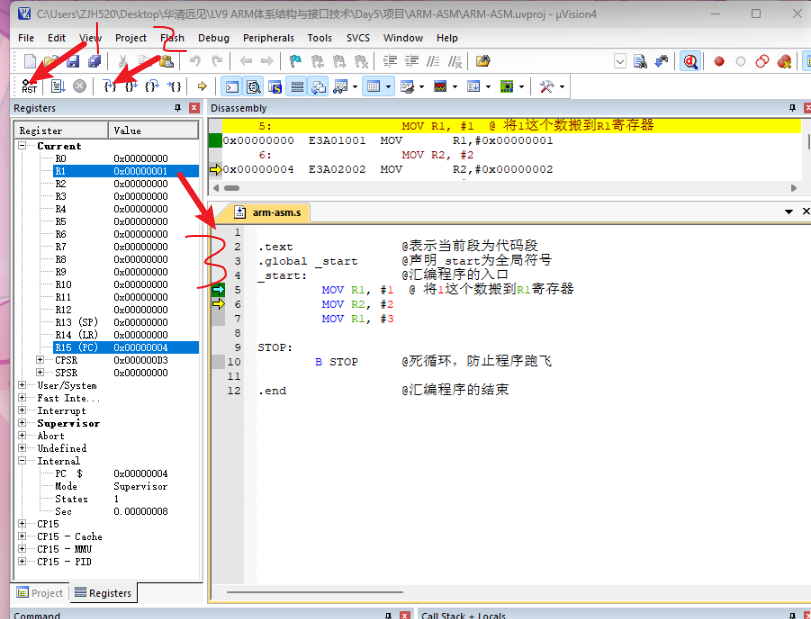 C:\Users\ZJH520\Desktop\华清远见\LV9 ARM体系结构与接口技术\Day5\项目\ARM-ASM\ARM-ASM.uvproj - µVision4
File Edit View Project Flash Debug Peripherals Tools SVCS Window Help
1 2
RST
Registers
Register Value
Current
R0 0x00000000
R1 0x00000001
R2 0x00000000
R3 0x00000000
R4 0x00000000
R5 0x00000000
R6 0x00000000
R7 0x00000000
R8 0x00000000
R9 0x00000000
R10 0x00000000
R11 0x00000000
R12 0x00000000
R13 (SP) 0x00000000
R14 (LR) 0x00000000
R15 (PC) 0x00000004
CPSR 0x000000D3
SPSR 0x00000000
User/System
Fast Inte...
Interrupt
Supervisor
Abort
Undefined
Internal
PC $ 0x00000004
Mode Supervisor
States 1
Sec 0.00000008
CP15
CP15 - Cache
CP15 - MMU
CP15 - PID
Project Registers
Disassembly
5: MOV R1, #1 @ 将1这个数搬到R1寄存器
0x00000000 E3A01001 MOV R1,#0x00000001
6: MOV R2, #2
0x00000004 E3A02002 MOV R2,#0x00000002
arm-asm.s
1
2 .text @表示当前段为代码段
3 .global _start @声明_start为全局符号
4 _start: @汇编程序的入口
5 MOV R1, #1 @ 将1这个数搬到R1寄存器
6 MOV R2, #2
7 MOV R1, #3
8
9 STOP:
10 B STOP @死循环，防止程序跑飞
11
12 .end @汇编程序的结束
3
Command
Call Stack + Locals